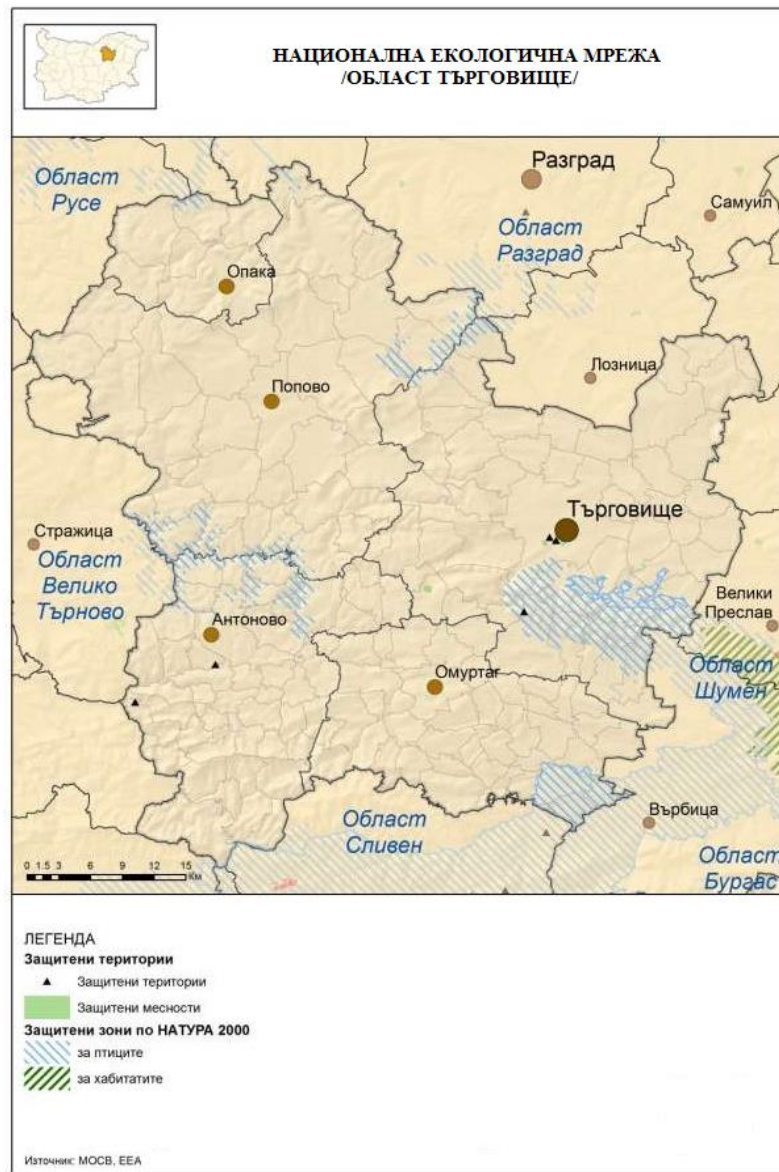 НАЦИОНАЛНА ЕКОЛОГИЧНА МРЕЖА
/ОБЛАСТ ТЪРГОВИЩЕ/
Разград
Област
Русе
Самуил
Област
Разград
Опака
Лозница
Попово
Търговище
Стражица
Област
Велико
Търново
Велики
Преслав
Антоново
Област
Шумен
Омуртаг
Върбица
Област
Сливен
Област
Бургас
0 1.5 3 6 9 12 15
Км
ЛЕГЕНДА
Защитени територии
Защитени територии
Защитени месности
Защитени зони по НАТУРА 2000
за птиците
за хабитатите
Източник: МОСВ, ЕЕА